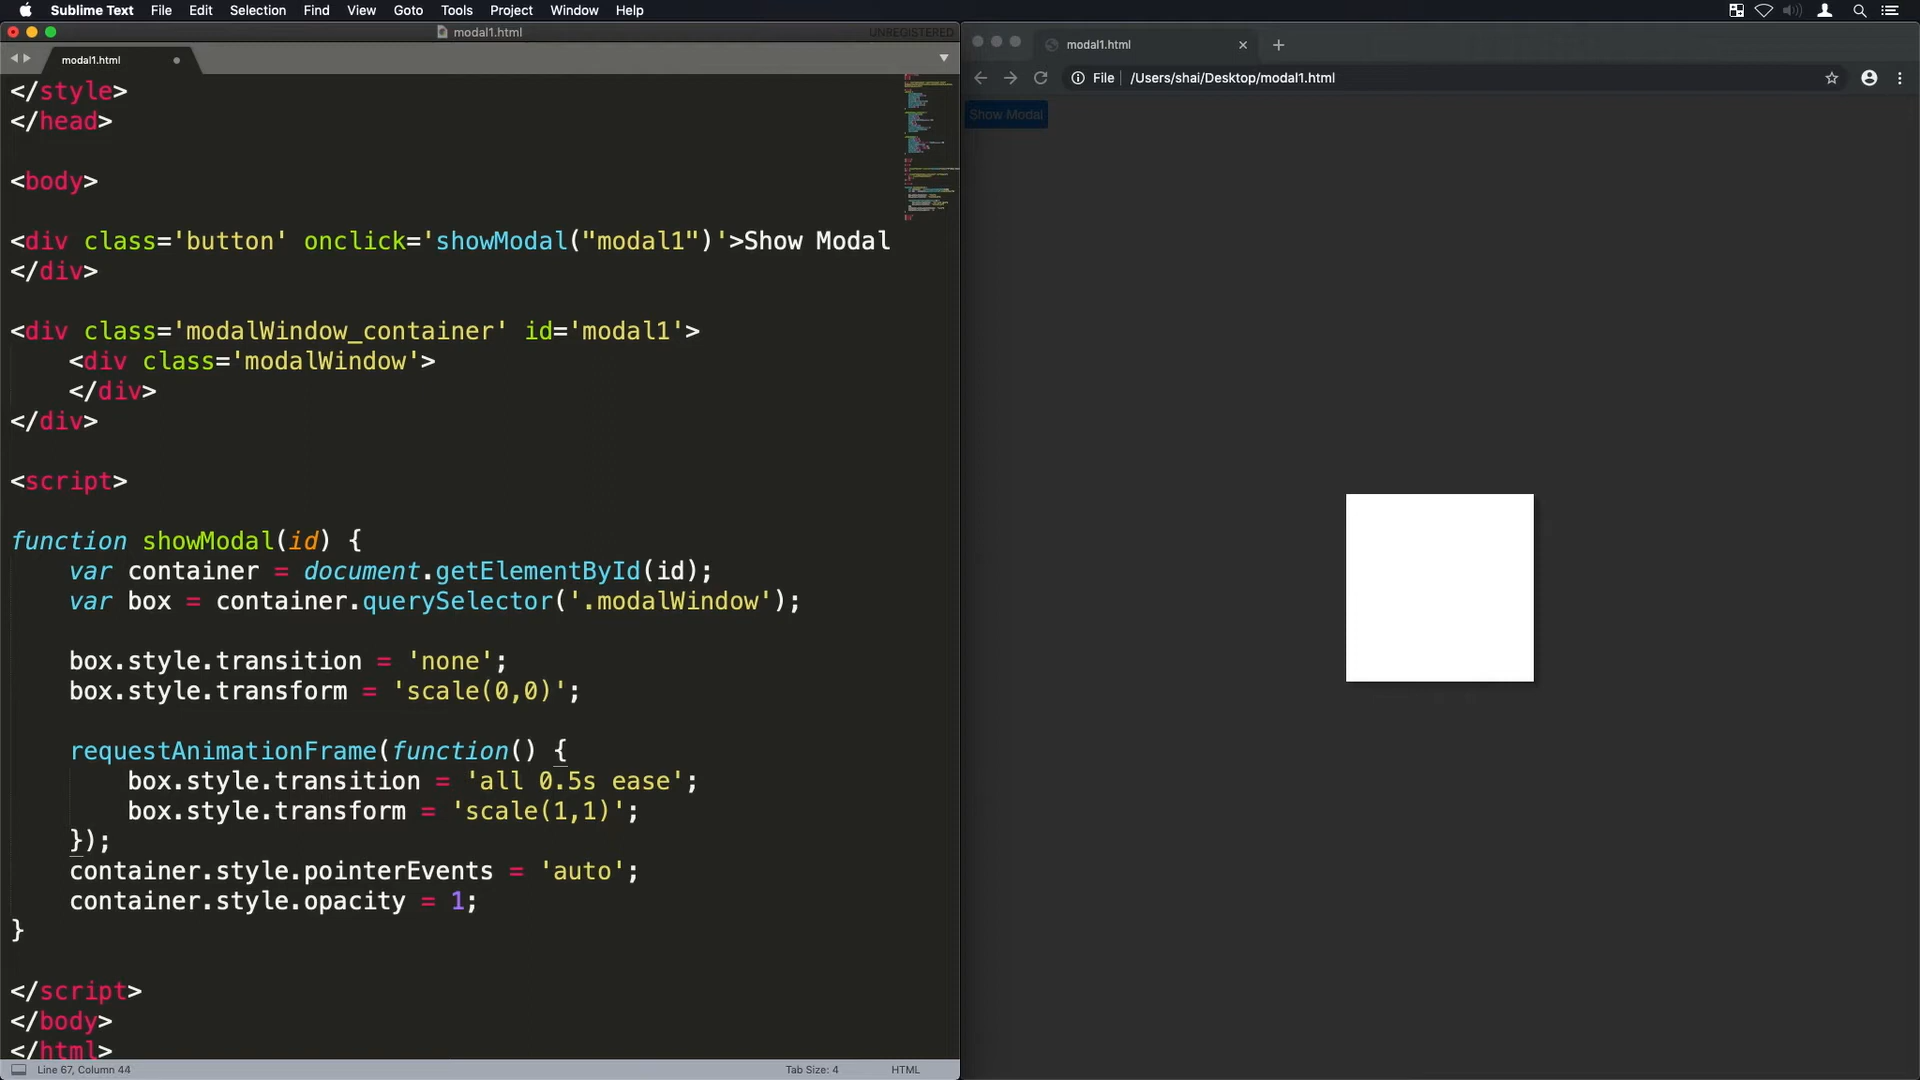 Sublime Text File Edit Selection Find View Goto Tools Project Window Help
modal1.html
UNREGISTERED
modal1.html
</style>
</head>
<body>
<div class='button' onclick='showModal("modal1")'>Show Modal
</div>
<div class='modalWindow_container' id='modal1'>
<div class='modalWindow'>
</div>
</div>
<script>
function showModal(id) {
var container = document.getElementById(id);
var box = container.querySelector('.modalWindow');
box.style.transition = 'none';
box.style.transform = 'scale(0,0)';
requestAnimationFrame(function() {
box.style.transition = 'all 0.5s ease';
box.style.transform = 'scale(1,1)';
});
container.style.pointerEvents = 'auto';
container.style.opacity = 1;
}
</script>
</body>
</html>
Line 67, Column 44
Tab Size: 4
HTML
modal1.html
File /Users/shai/Desktop/modal1.html
Show Modal